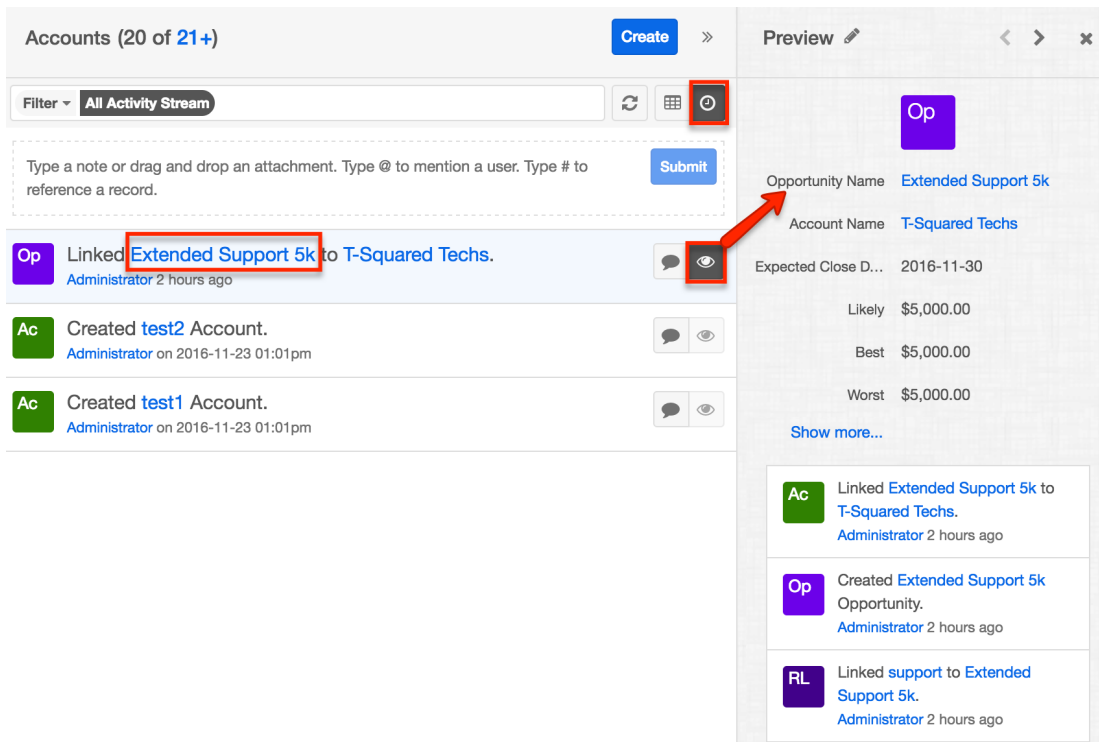 Accounts (20 of 21+)
Create
Filter
All Activity Stream
Type a note or drag and drop an attachment. Type @ to mention a user. Type # to
reference a record.
Submit
Op
Linked Extended Support 5k to T-Squared Techs.
Administrator 2 hours ago
Ac
Created test2 Account.
Administrator on 2016-11-23 01:01pm
Ac
Created test1 Account.
Administrator on 2016-11-23 01:01pm
Preview
Op
Opportunity Name Extended Support 5k
Account Name T-Squared Techs
Expected Close D... 2016-11-30
Likely $5,000.00
Best $5,000.00
Worst $5,000.00
Show more...
Ac
Linked Extended Support 5k to
T-Squared Techs.
Administrator 2 hours ago
Op
Created Extended Support 5k
Opportunity.
Administrator 2 hours ago
RL
Linked support to Extended
Support 5k.
Administrator 2 hours ago